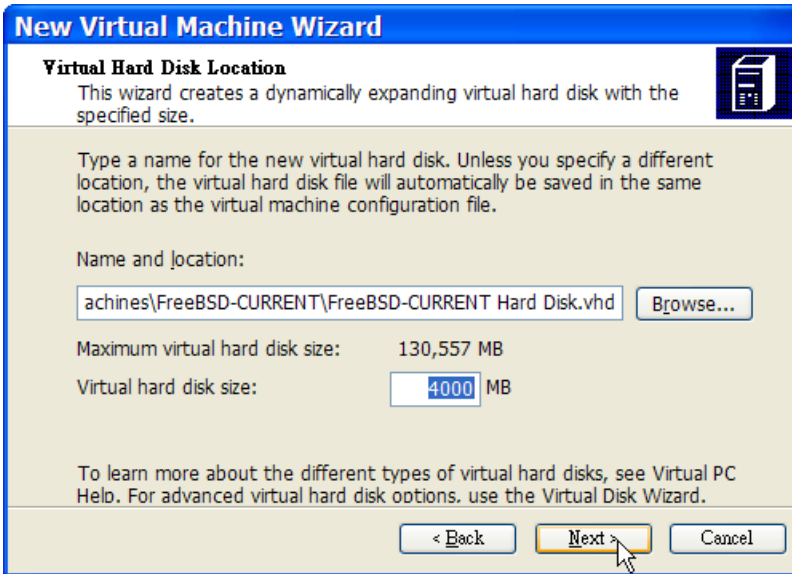 New Virtual Machine Wizard
Virtual Hard Disk Location
This wizard creates a dynamically expanding virtual hard disk with the
specified size.
Type a name for the new virtual hard disk. Unless you specify a different
location, the virtual hard disk file will automatically be saved in the same
location as the virtual machine configuration file.
Name and location:
achines\FreeBSD-CURRENT\FreeBSD-CURRENT Hard Disk.vhd Browse...
Maximum virtual hard disk size: 130,557 MB
Virtual hard disk size: 4000 MB
To learn more about the different types of virtual hard disks, see Virtual PC
Help. For advanced virtual hard disk options, use the Virtual Disk Wizard.
< Back Next > Cancel